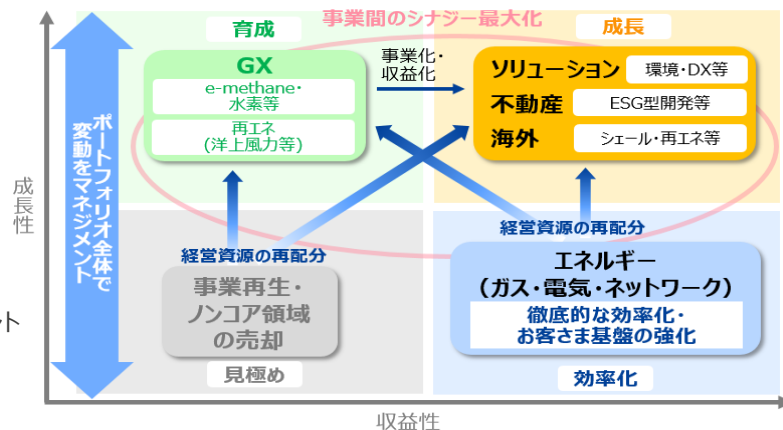 事業間のシナジー最大化
育成
成長
GX
e-methane・
水素等
再エネ
(洋上風力等)
事業化・
収益化
ソリューション 環境・DX等
不動産 ESG型開発等
海外 シェール・再エネ等
ポートフォリオ全体で
変動をマネジメント
成長性
経営資源の再配分
経営資源の再配分
事業再生・
ノンコア領域
の売却
見極め
エネルギー
(ガス・電気・ネットワーク)
徹底的な効率化・
お客さま基盤の強化
効率化
ト
収益性